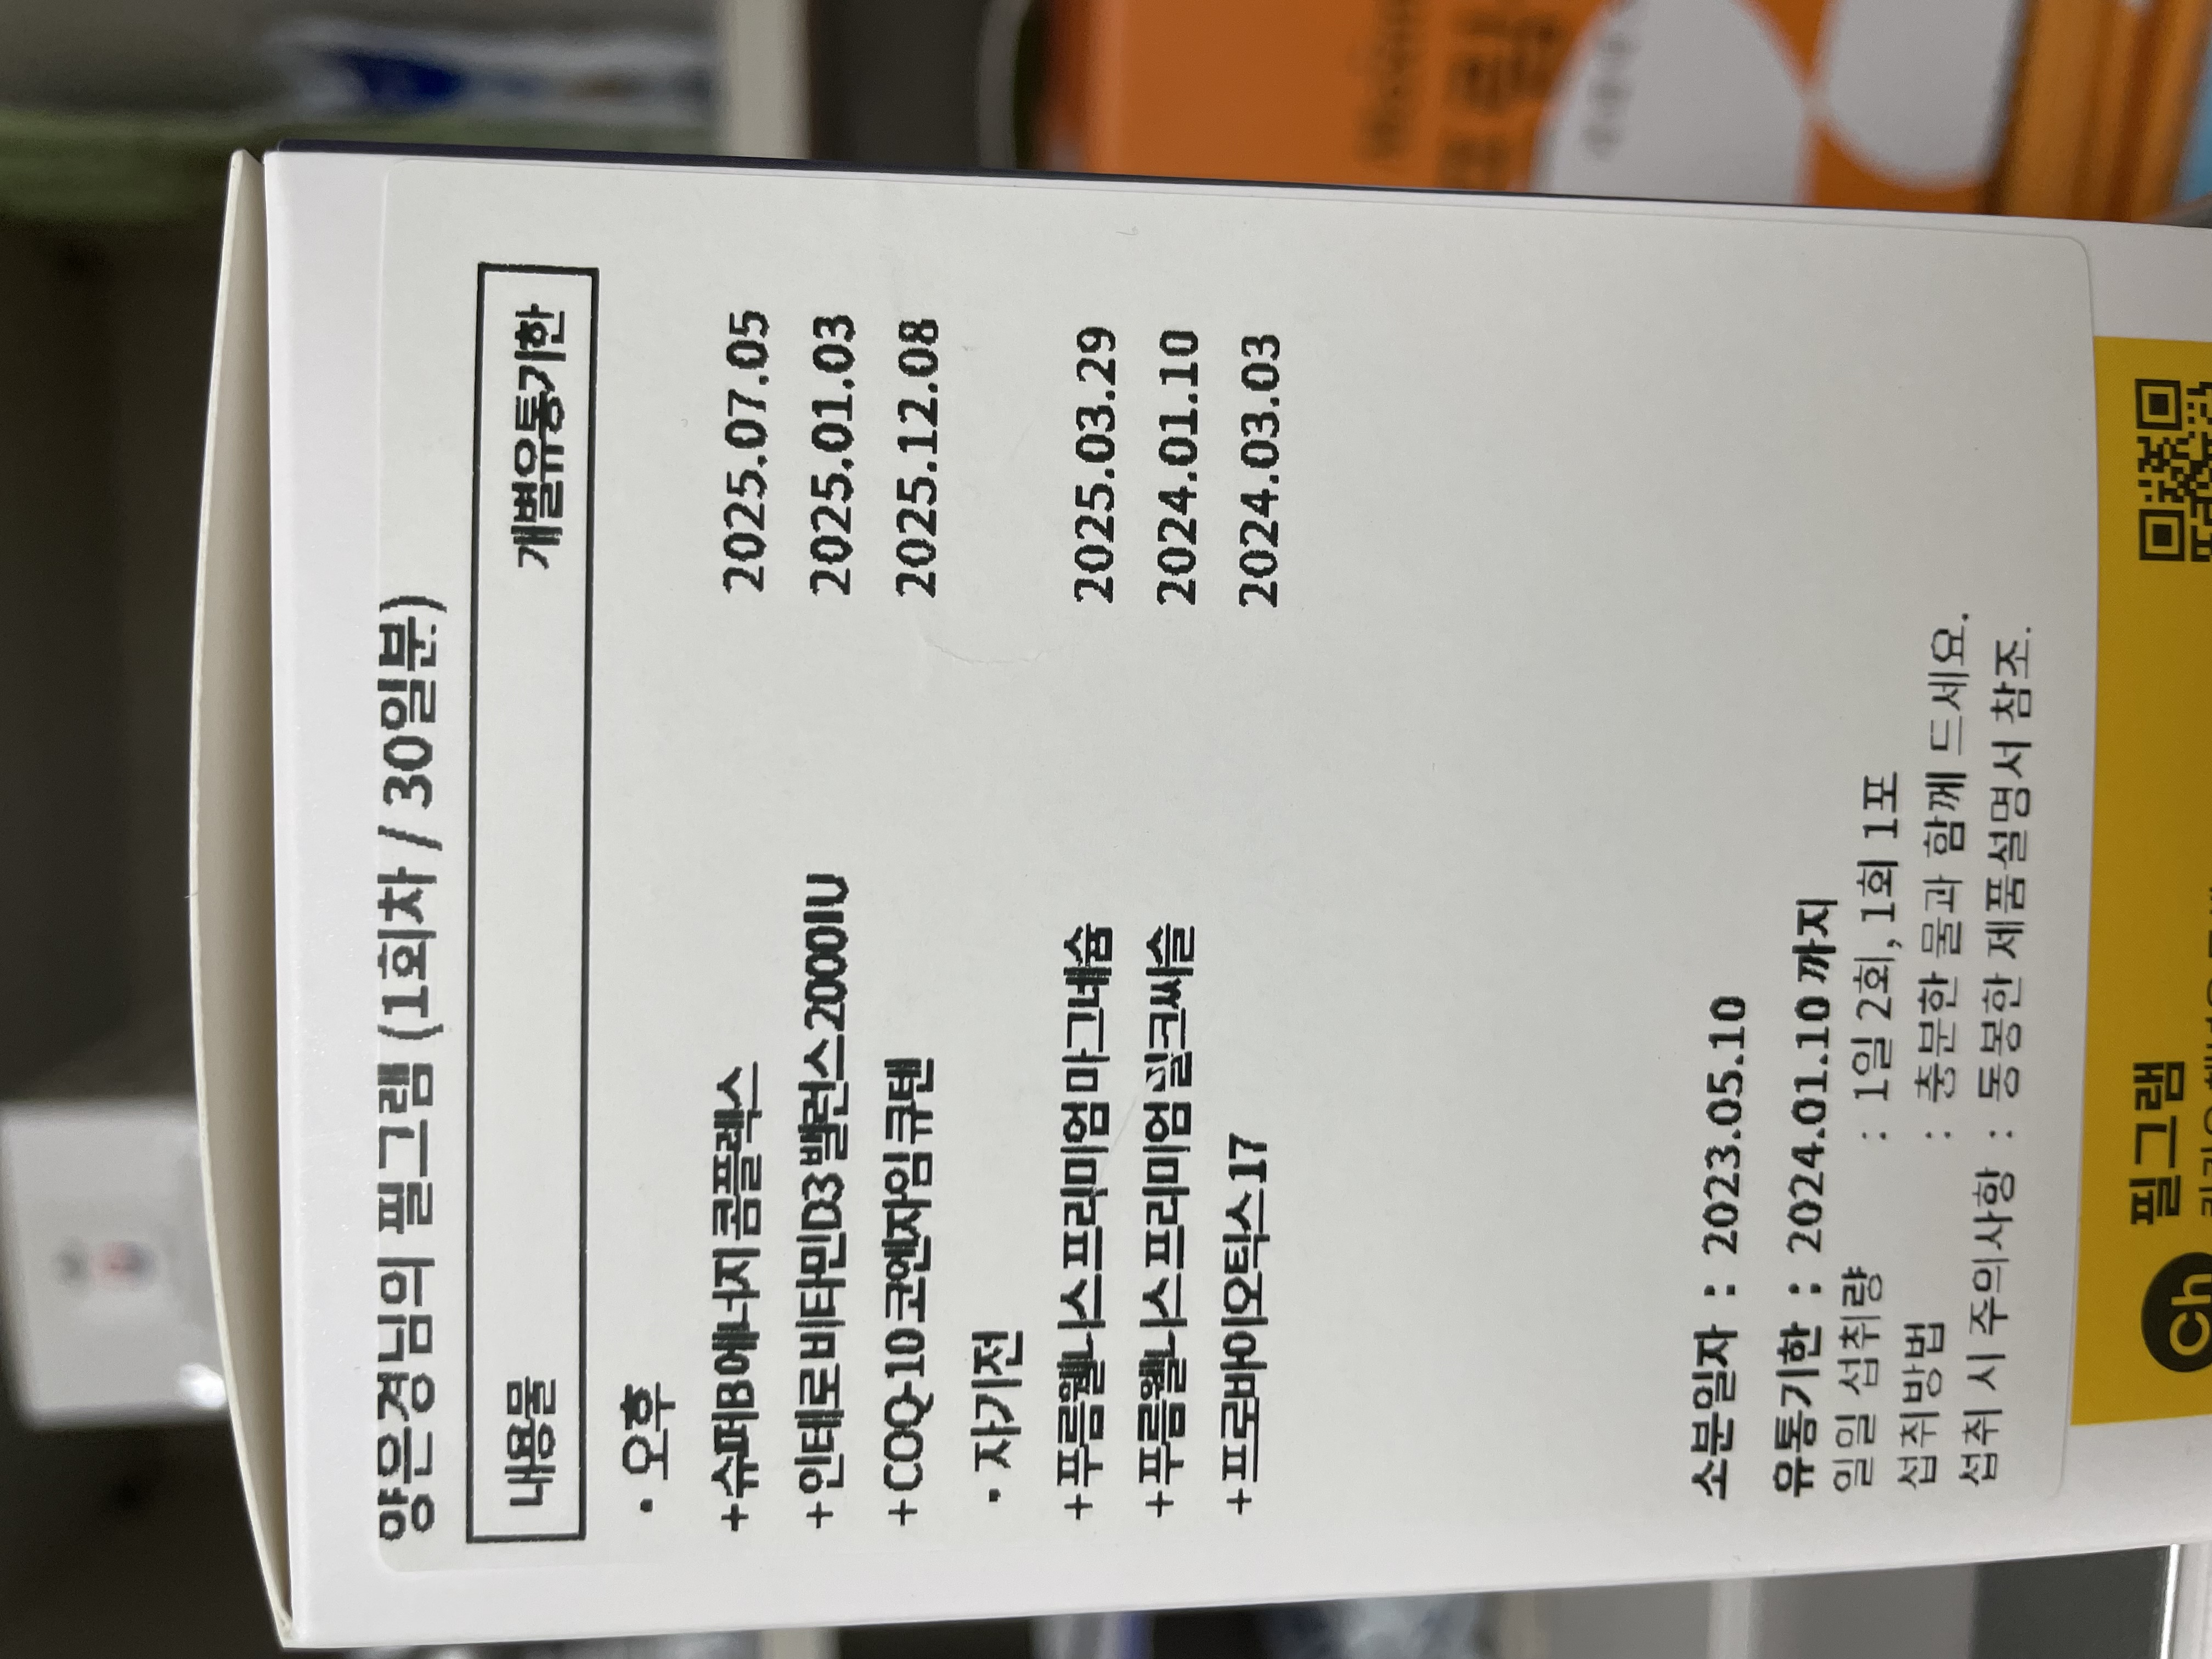 양은경님의 필그램 (1회차 / 30일분)
내용물 개별유통기한
· 오후
+슈퍼B에너지콤플렉스 2025.07.05
+인테로비타민D3밸런스2000IU 2025.01.03
+COQ-10코엔자임큐텐 2025.12.08
· 자기전
+푸름웰니스프리미엄마그네슘 2025.03.29
+푸름웰니스프리미엄밀크씨슬 2024.01.10
+프로바이오틱스17 2024.03.03
소분일자 : 2023.05.10
유통기한 : 2024.01.10 까지
일일 섭취량 : 1일 2회, 1회 1포
섭취방법 : 충분한 물과 함께 드세요.
섭취 시 주의사항 : 동봉한 제품설명서 참조.
Ch 필그램